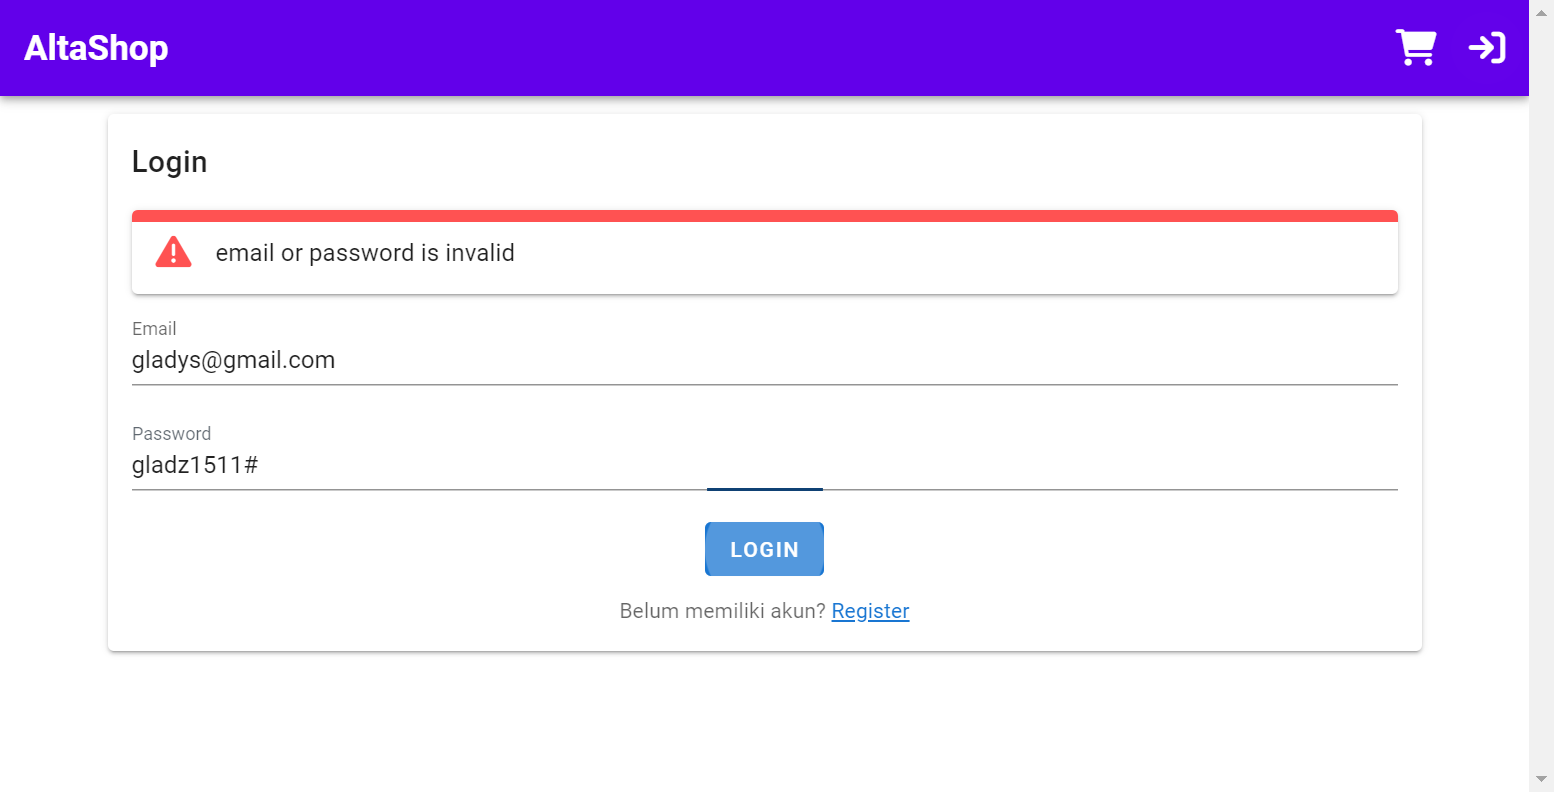 AltaShop
Login
email or password is invalid
Email
gladys@gmail.com
Password
gladz1511#
LOGIN
Belum memiliki akun? Register